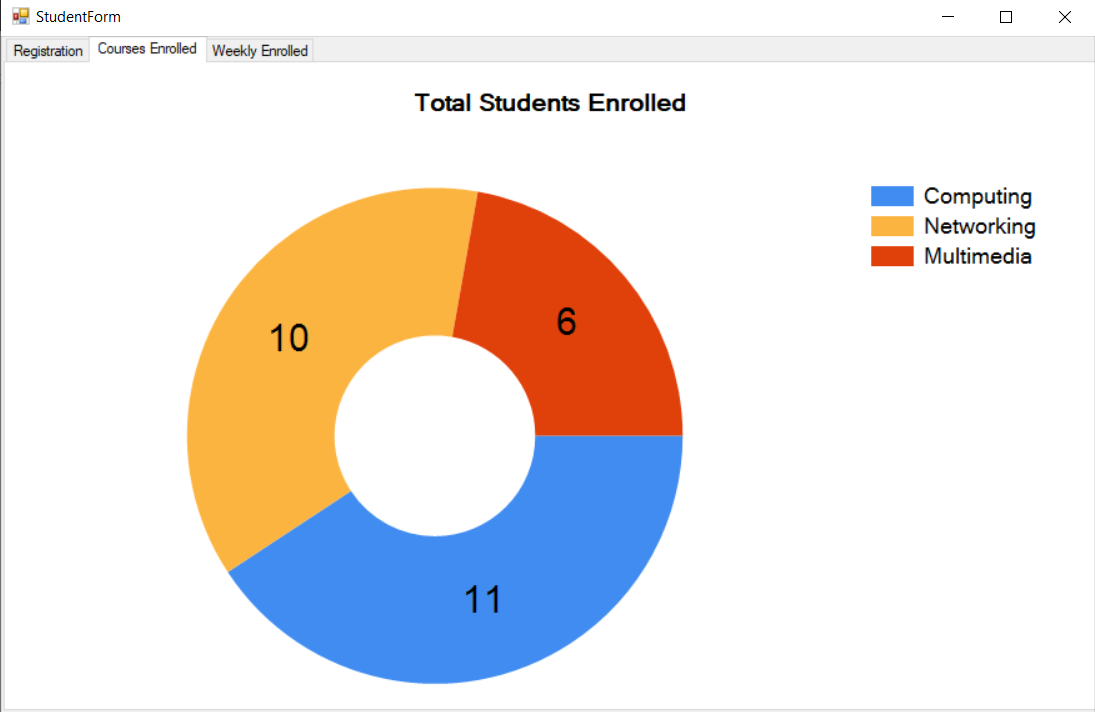 StudentForm
Registration Courses Enrolled Weekly Enrolled
Total Students Enrolled
Computing
Networking
Multimedia
6
10
11